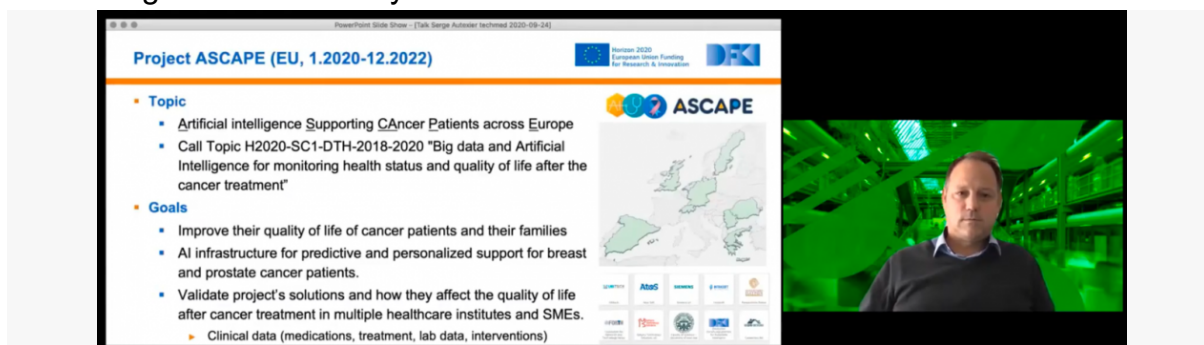 PowerPoint Slide Show - [Talk Serge Autexier techmed 2020-09-24]
Project ASCAPE (EU, 1.2020-12.2022)
Horizon 2020
European Union Funding
for Research & Innovation
▪ Topic
▪ Artificial intelligence Supporting CAncer Patients across Europe
▪ Call Topic H2020-SC1-DTH-2018-2020 "Big data and Artificial
Intelligence for monitoring health status and quality of life after the
cancer treatment"
▪ Goals
▪ Improve their quality of life of cancer patients and their families
▪ AI infrastructure for predictive and personalized support for breast
and prostate cancer patients.
▪ Validate project's solutions and how they affect the quality of life
after cancer treatment in multiple healthcare institutes and SMEs.
▸ Clinical data (medications, treatment, lab data, interventions)
ASCAPE
Atos
SIEMENS